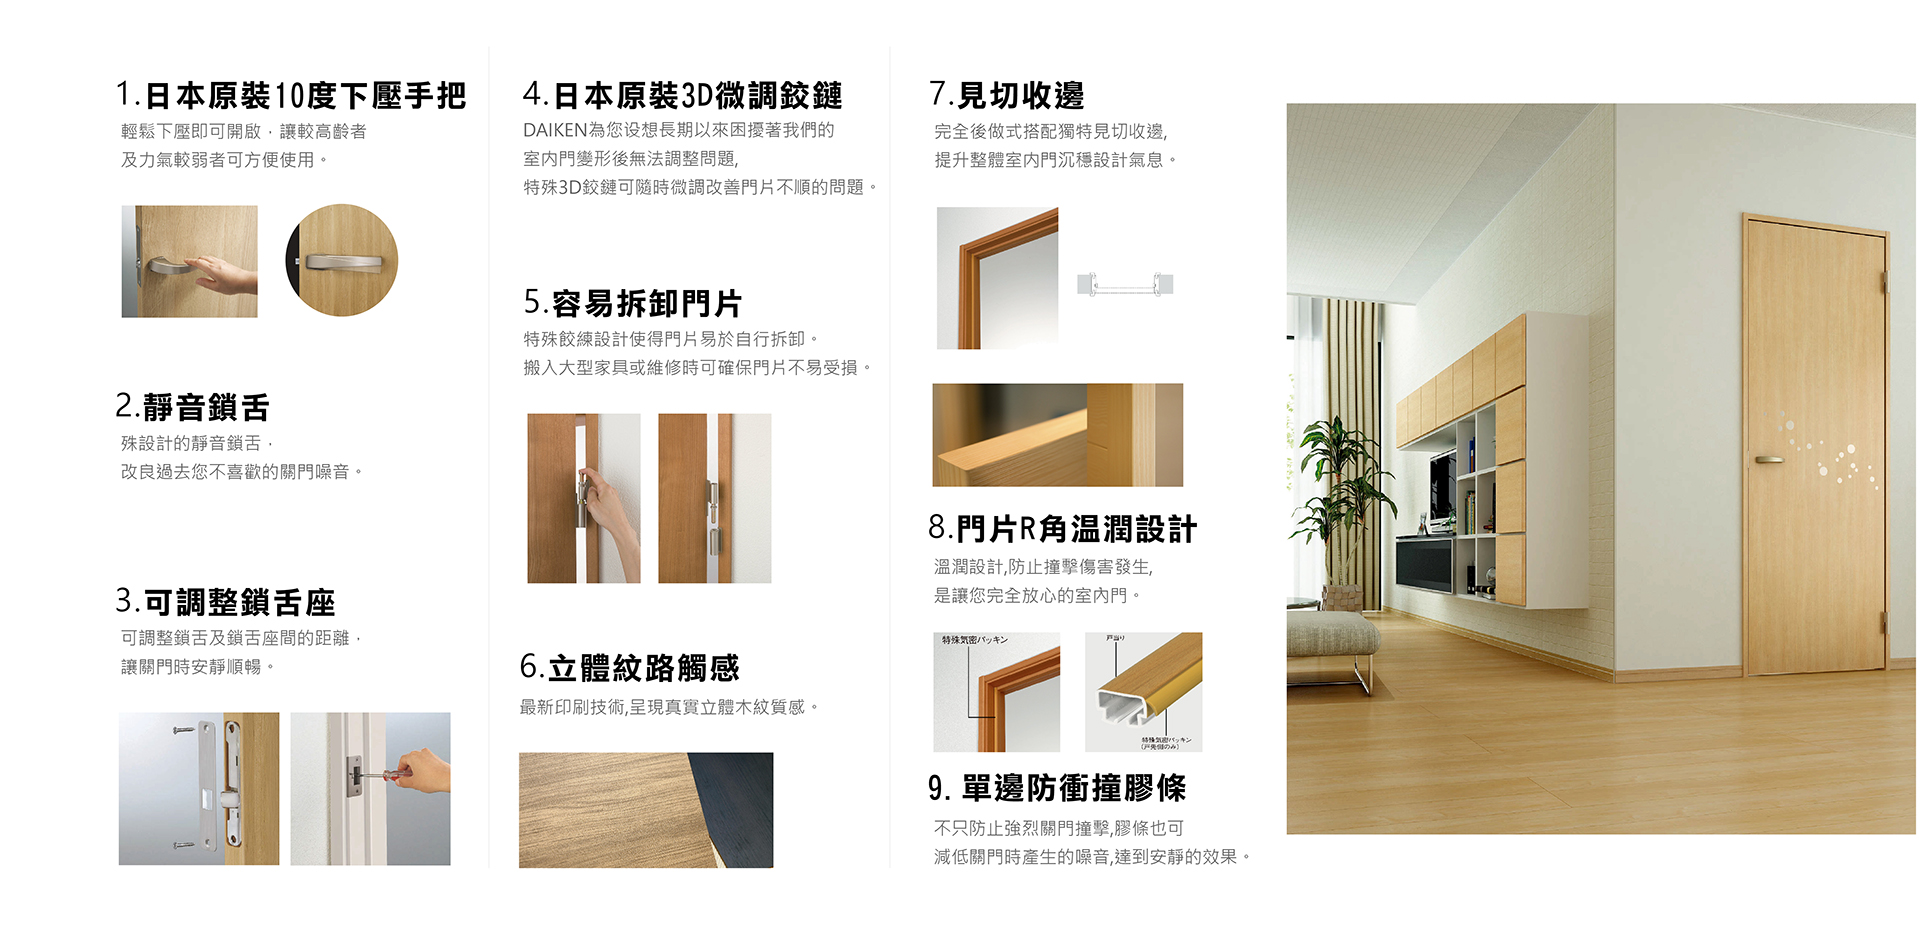 1.日本原裝10度下壓手把
輕鬆下壓即可開啟，讓較高齡者
及力氣較弱者可方便使用。
2.靜音鎖舌
殊設計的靜音鎖舌，
改良過去您不喜歡的關門噪音。
3.可調整鎖舌座
可調整鎖舌及鎖舌座間的距離，
讓關門時安靜順暢。
4.日本原裝3D微調鉸鏈
DAIKEN為您设想長期以來困擾著我們的
室內門變形後無法調整問題,
特殊3D鉸鏈可隨時微調改善門片不順的問題。
5.容易拆卸門片
特殊餃練設計使得門片易於自行拆卸。
搬入大型家具或維修時可確保門片不易受損。
6.立體紋路觸感
最新印刷技術,呈現真實立體木紋質感。
7.見切收邊
完全後做式搭配獨特見切收邊,
提升整體室内門沉穩設計氣息。
8.門片R角温潤設計
溫潤設計,防止撞擊傷害發生,
是讓您完全放心的室內門。
特殊気密パッキン
戸当り
特殊気密パッキン
(戸先側のみ)
9. 單邊防衝撞膠條
不只防止強烈關門撞擊,膠條也可
減低關門時產生的噪音,達到安靜的效果。